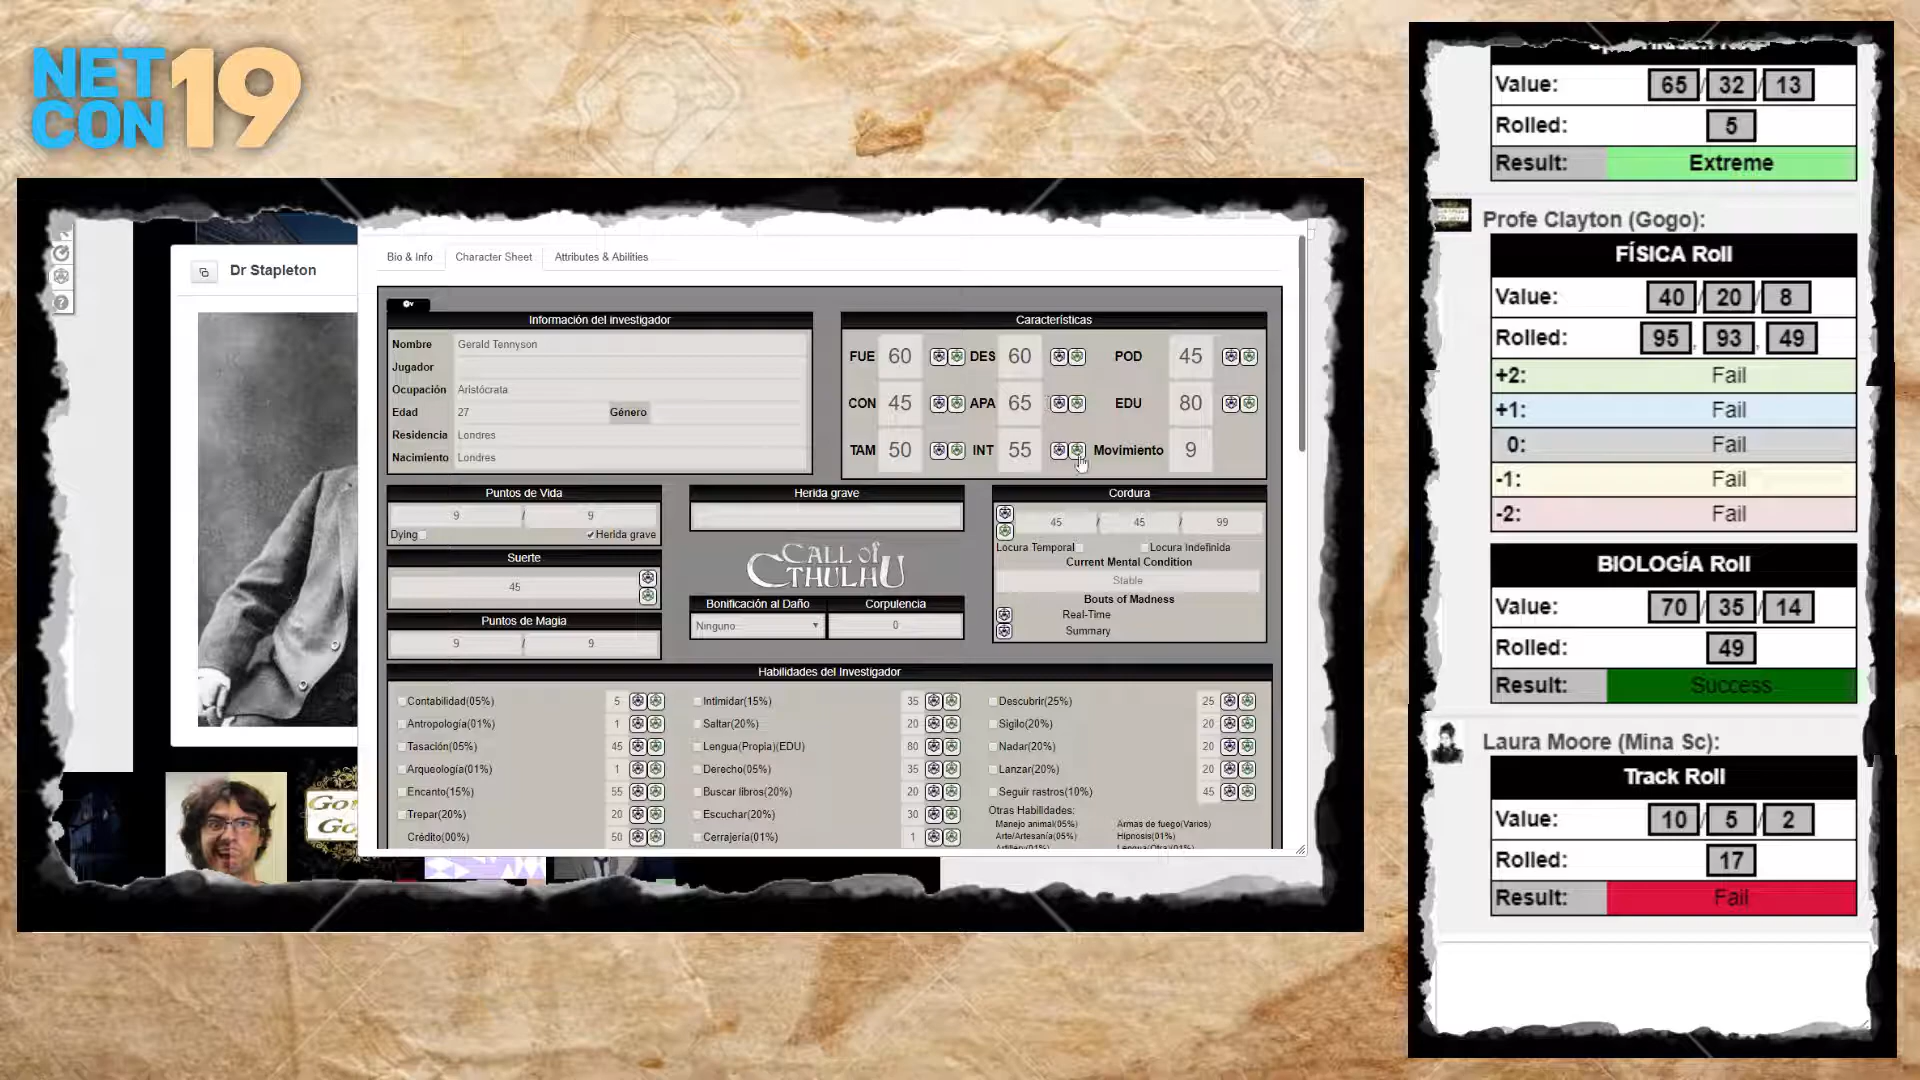 NET
CON 19
Dr Stapleton
Bio & Info
Character Sheet
Attributes & Abilities
Información del investigador
Nombre Gerald Tennyson
Jugador
Ocupación Aristócrata
Edad 27 Género
Residencia Londres
Nacimiento Londres
Características
FUE 60 DES 60 POD 45
CON 45 APA 65 EDU 80
TAM 50 INT 55 Movimiento 9
Puntos de Vida
9 / 9
Dying Herida grave
Herida grave
Cordura
45 / 45 / 99
Locura Temporal Locura Indefinida
Current Mental Condition
Stable
Bouts of Madness
Real-Time
Summary
Suerte
45
CALL of CTHULHU
Bonificación al Daño Corpulencia
Ninguno 0
Puntos de Magia
9 / 9
Habilidades del Investigador
Contabilidad(05%) 5
Antropología(01%) 1
Tasación(05%) 45
Arqueología(01%) 1
Encanto(15%) 55
Trepar(20%) 20
Crédito(00%) 50
Intimidar(15%) 35
Saltar(20%) 20
Lengua(Propia)(EDU) 80
Derecho(05%) 35
Buscar libros(20%) 20
Escuchar(20%) 30
Cerrajería(01%) 1
Descubrir(25%) 25
Sigilo(20%) 20
Nadar(20%) 20
Lanzar(20%) 20
Seguir rastros(10%) 45
Otras Habilidades:
Manejo animal(05%) Armas de fuego(Varios)
Arte/Artesanía(05%) Hipnosis(01%)
Value: 65 / 32 / 13
Rolled: 5
Result: Extreme
Profe Clayton (Gogo):
FÍSICA Roll
Value: 40 / 20 / 8
Rolled: 95, 93, 49
+2: Fail
+1: Fail
0: Fail
-1: Fail
-2: Fail
BIOLOGÍA Roll
Value: 70 / 35 / 14
Rolled: 49
Result: Success
Laura Moore (Mina Sc):
Track Roll
Value: 10 / 5 / 2
Rolled: 17
Result: Fail